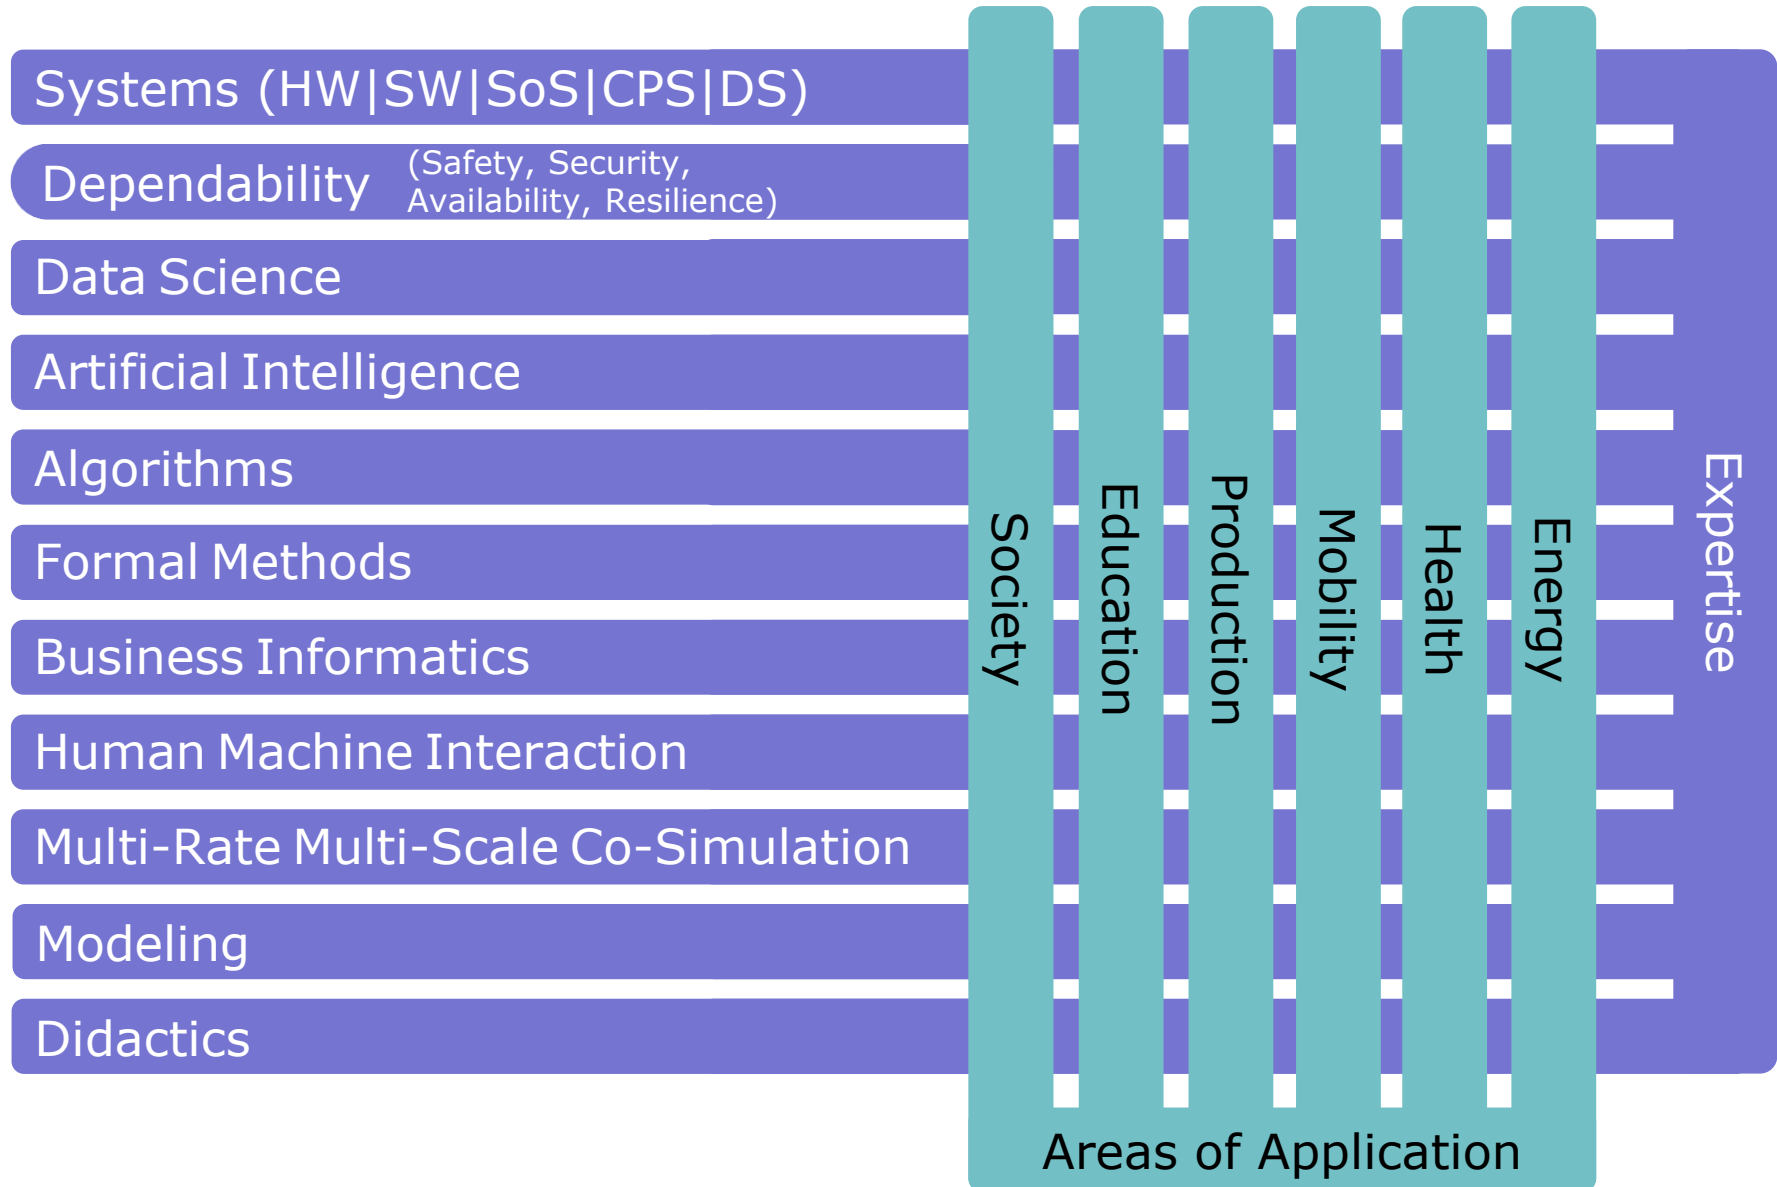 Systems (HW|SW|SoS|CPS|DS)
Dependability
(Safety, Security,
Availability, Resilience)
Data Science
Artificial Intelligence
Algorithms
Formal Methods
Business Informatics
Human Machine Interaction
Multi-Rate Multi-Scale Co-Simulation
Modeling
Didactics
Society
Education
Production
Mobility
Health
Energy
Expertise
Areas of Application